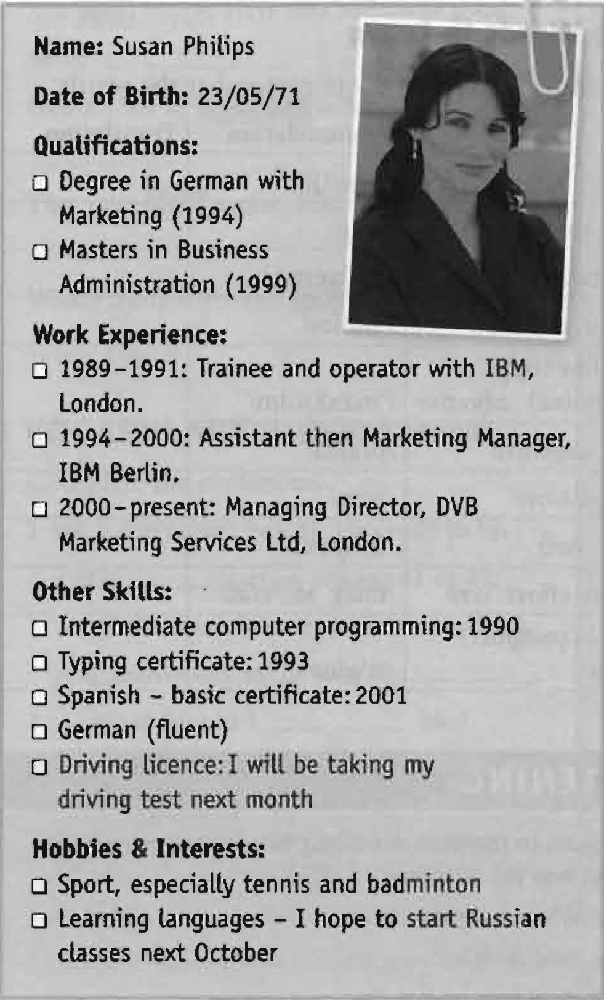 Name: Susan Philips
Date of Birth: 23/05/71
Qualifications:
Degree in German with
Marketing (1994)
Masters in Business
Administration (1999)
Work Experience:
1989–1991: Trainee and operator with IBM,
London.
1994–2000: Assistant then Marketing Manager,
IBM Berlin.
2000–present: Managing Director, DVB
Marketing Services Ltd, London.
Other Skills:
Intermediate computer programming: 1990
Typing certificate: 1993
Spanish – basic certificate: 2001
German (fluent)
Driving licence: I will be taking my
driving test next month
Hobbies & Interests:
Sport, especially tennis and badminton
Learning languages – I hope to start Russian
classes next October